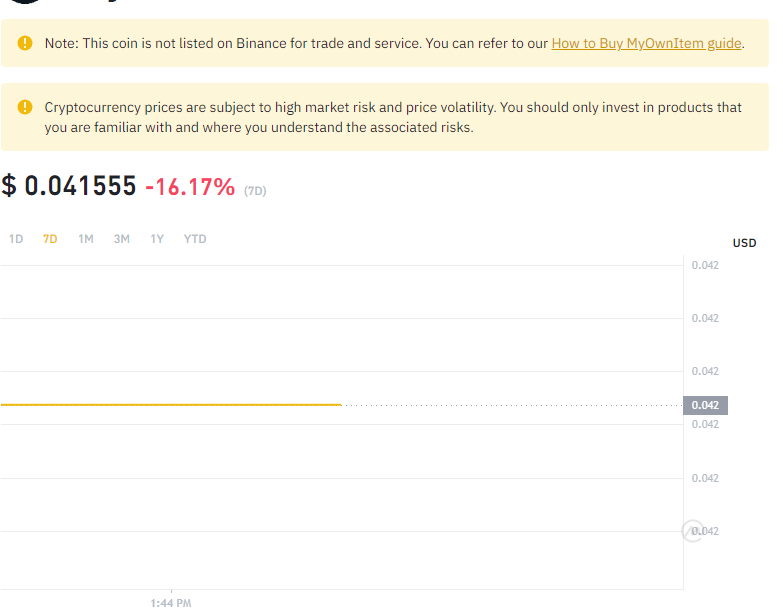 Note: This coin is not listed on Binance for trade and service. You can refer to our How to Buy MyOwnItem guide.
Cryptocurrency prices are subject to high market risk and price volatility. You should only invest in products that
you are familiar with and where you understand the associated risks.
$ 0.041555 -16.17% (7D)
1D 7D 1M 3M 1Y YTD
USD
0.042
0.042
0.042
0.042
0.042
0.042
0.042
1:44 PM